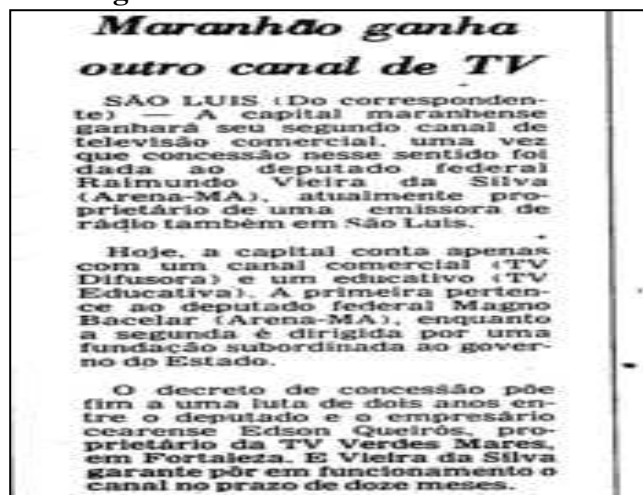 Maranhão ganha
outro canal de TV
SÃO LUIS (Do corresponden-
te) — A capital maranhense
ganhará seu segundo canal de
televisão comercial, uma vez
que concessão nesse sentido foi
dada ao deputado federal
Raimundo Vieira da Silva
(Arena-MA), atualmente pro-
prietário de uma emissora de
rádio também em São Luis.
Hoje, a capital conta apenas
com um canal comercial (TV
Difusora) e um educativo (TV
Educativa). A primeira perten-
ce ao deputado federal Magno
Bacelar (Arena-MA), enquanto
a segunda é dirigida por uma
fundação subordinada ao gover-
no do Estado.
O decreto de concessão põe
fim a uma luta de dois anos en-
tre o deputado e o empresário
cearense Edson Queirós, pro-
prietário da TV Verdes Mares,
em Fortaleza. E Vieira da Silva
garante pôr em funcionamento o
canal no prazo de doze meses.